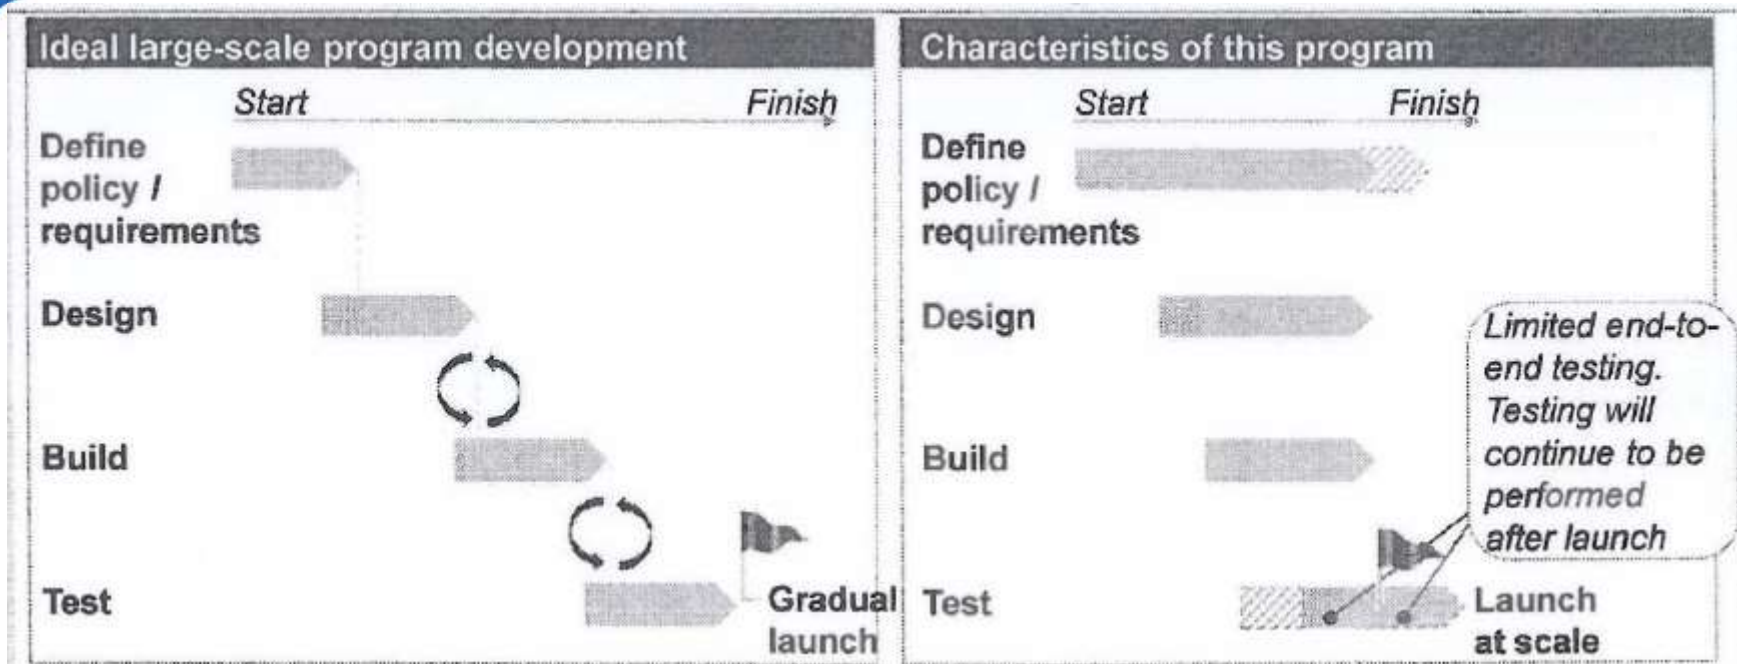 Ideal large-scale program development
Start
Finish
Define
policy /
requirements
Design
Build
Test
Gradual
launch
Characteristics of this program
Start
Finish
Define
policy /
requirements
Design
Build
Test
Limited end-to-
end testing.
Testing will
continue to be
performed
after launch
Launch
at scale